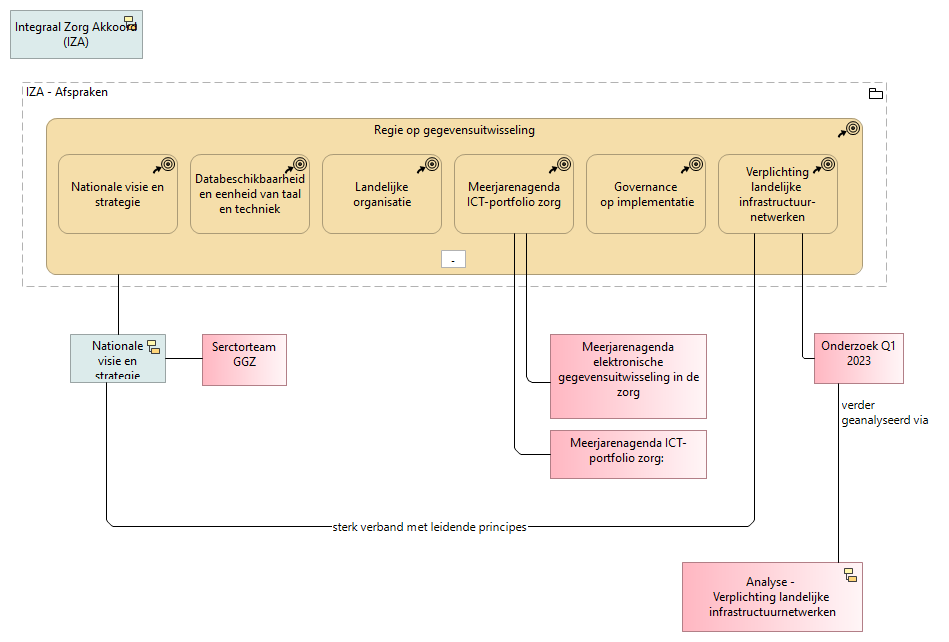 Integraal Zorg Akkoord
(IZA)
IZA - Afspraken
Regie op gegevensuitwisseling
Nationale visie en
strategie
Databeschikbaarheid
en eenheid van taal
en techniek
Landelijke
organisatie
Meerjarenagenda
ICT-portfolio zorg
Governance
op implementatie
Verplichting
landelijke
infrastructuur-
netwerken
-
Nationale
visie en
strategie
Serctorteam
GGZ
Meerjarenagenda
elektronische
gegevensuitwisseling in de
zorg
Onderzoek Q1
2023
verder
geanalyseerd via
Meerjarenagenda ICT-
portfolio zorg:
sterk verband met leidende principes
Analyse -
Verplichting landelijke
infrastructuurnetwerken